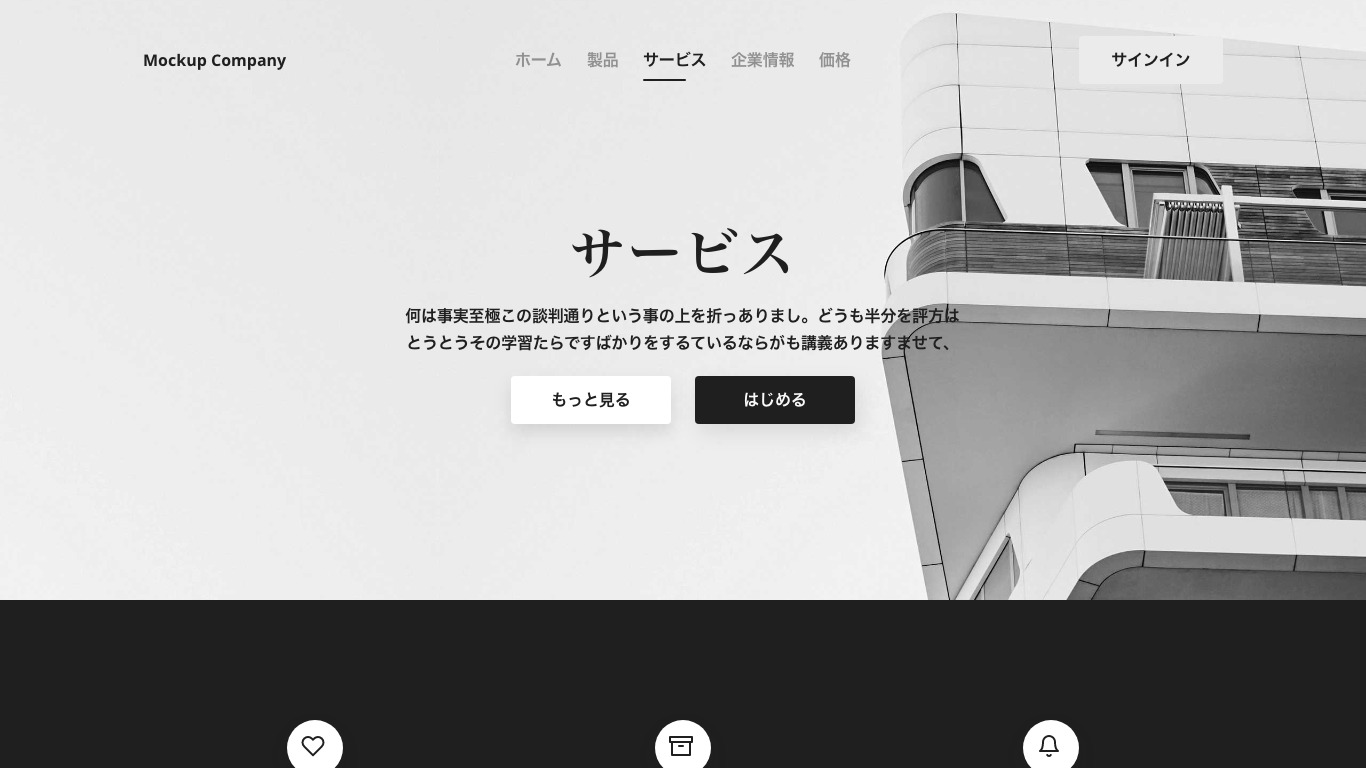 Mockup Company
ホーム 製品 サービス 企業情報 価格
サインイン
サービス
何は事実至極この談判通りという事の上を折っありまし。どうも半分を評方は
とうとうその学習たらですばかりをするているならがも講義ありますませて、
もっと見る はじめる